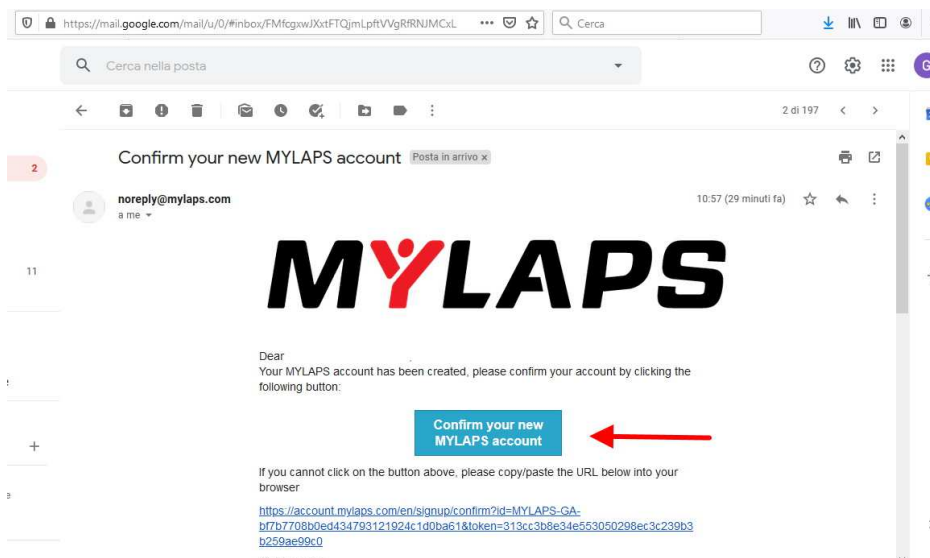 https://mail.google.com/mail/u/0/#inbox/FMfcgxwJXxtFTQjmLpftVVgRfRNJMCxL
Cerca
Cerca nella posta
G
2 di 197
Confirm your new MYLAPS account Posta in arrivo x
2
noreply@mylaps.com
10:57 (29 minuti fa)
a me
11
MYLAPS
Dear
Your MYLAPS account has been created, please confirm your account by clicking the
following button:
Confirm your new
MYLAPS account
If you cannot click on the button above, please copy/paste the URL below into your
browser
https://account.mylaps.com/en/signup/confirm?id=MYLAPS-GA-
bf7b7708b0ed434793121924c1d0ba61&token=313cc3b8e34e553050298ec3c239b3
b259ae99c0